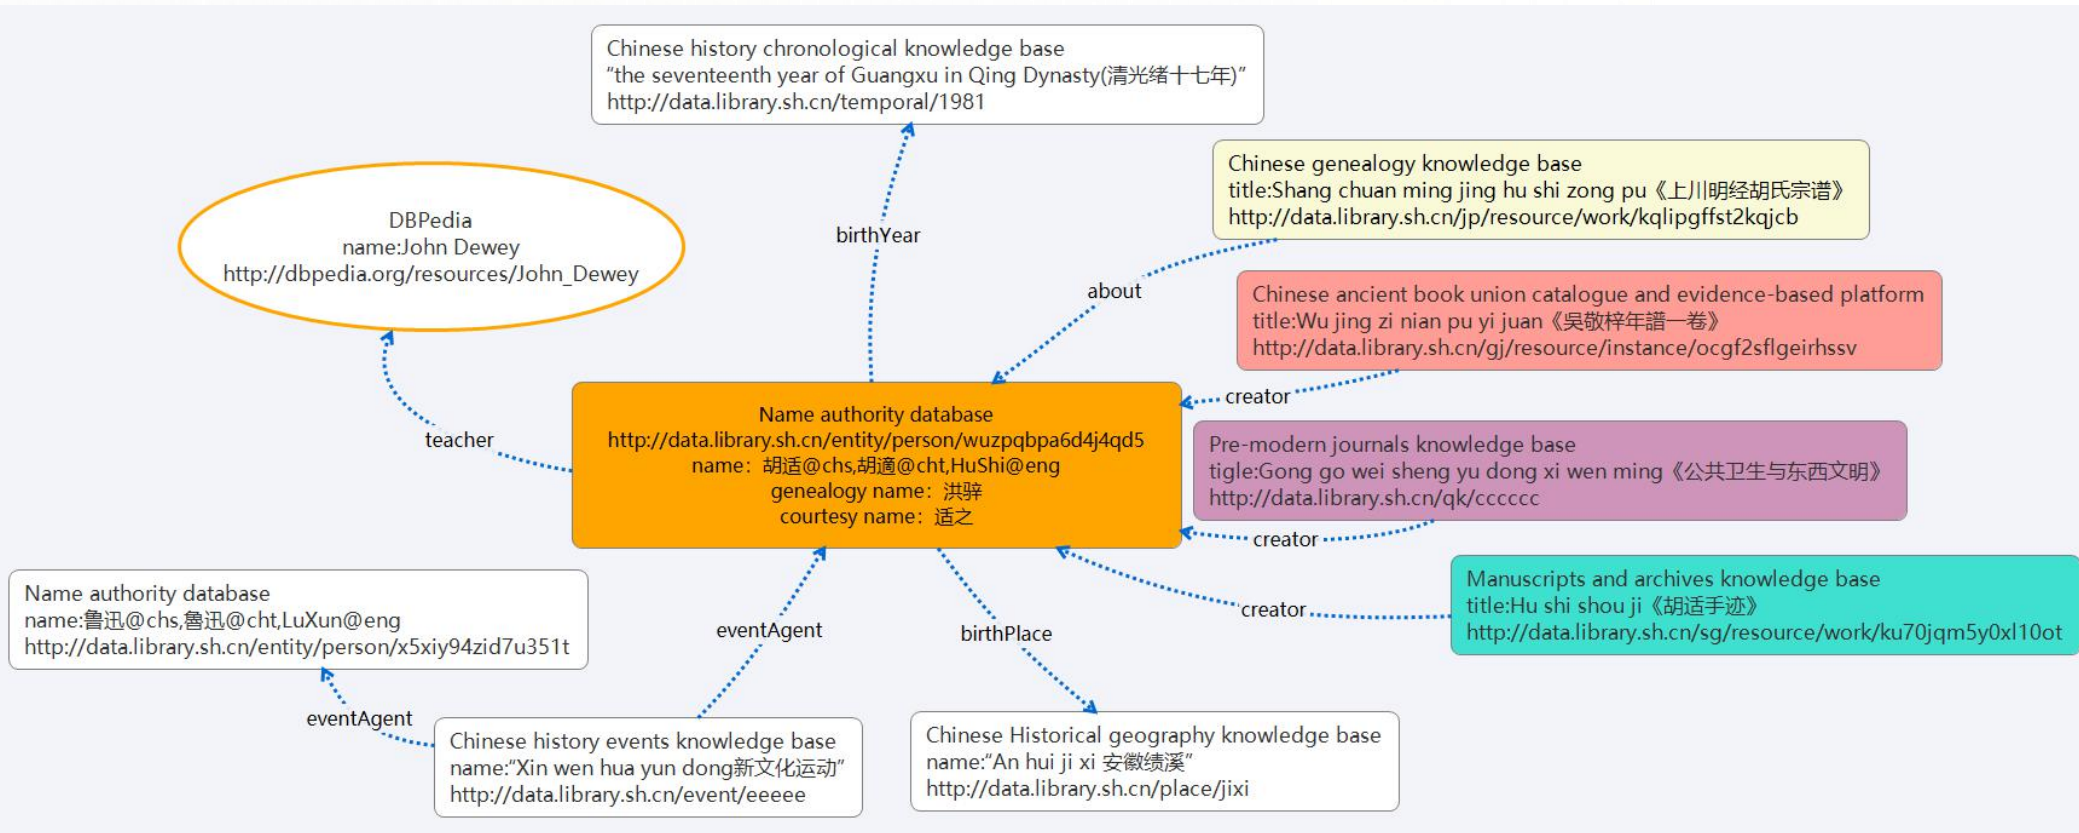 Chinese history chronological knowledge base
“the seventeenth year of Guangxu in Qing Dynasty(清光绪十七年)”
http://data.library.sh.cn/temporal/1981
Chinese genealogy knowledge base
title:Shang chuan ming jing hu shi zong pu《上川明经胡氏宗谱》
http://data.library.sh.cn/jp/resource/work/kqlipgffst2kqjcb
DBPedia
name:John Dewey
http://dbpedia.org/resources/John_Dewey
birthYear
about
Chinese ancient book union catalogue and evidence-based platform
title:Wu jing zi nian pu yi juan《吳敬梓年譜一卷》
http://data.library.sh.cn/gj/resource/instance/ocgf2sflgeirhssv
creator
teacher
Name authority database
http://data.library.sh.cn/entity/person/wuzpqbpa6d4j4qd5
name：胡适@chs,胡適@cht,HuShi@eng
genealogy name：洪骍
courtesy name：适之
Pre-modern journals knowledge base
tigle:Gong go wei sheng yu dong xi wen ming《公共卫生与东西文明》
http://data.library.sh.cn/qk/cccccc
creator
Manuscripts and archives knowledge base
title:Hu shi shou ji《胡适手迹》
http://data.library.sh.cn/sg/resource/work/ku70jqm5y0xl10ot
creator
Name authority database
name:鲁迅@chs,魯迅@cht,LuXun@eng
http://data.library.sh.cn/entity/person/x5xiy94zid7u351t
eventAgent
birthPlace
eventAgent
Chinese history events knowledge base
name:“Xin wen hua yun dong新文化运动”
http://data.library.sh.cn/event/eeeee
Chinese Historical geography knowledge base
name:“An hui ji xi 安徽绩溪”
http://data.library.sh.cn/place/jixi